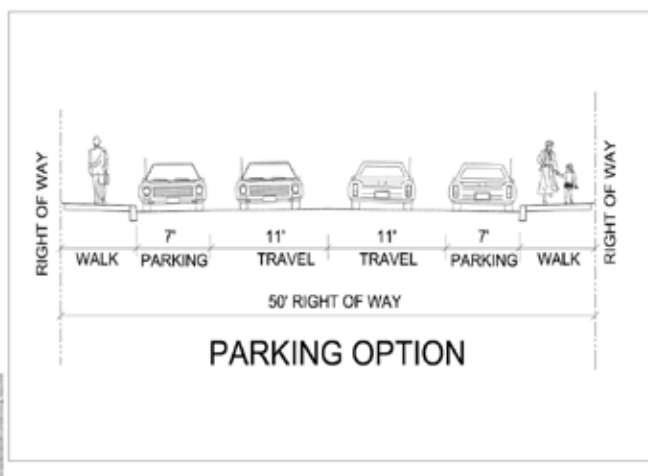 RIGHT OF WAY
RIGHT OF WAY
7' 11' 11' 7'
WALK PARKING TRAVEL TRAVEL PARKING WALK
50' RIGHT OF WAY
PARKING OPTION